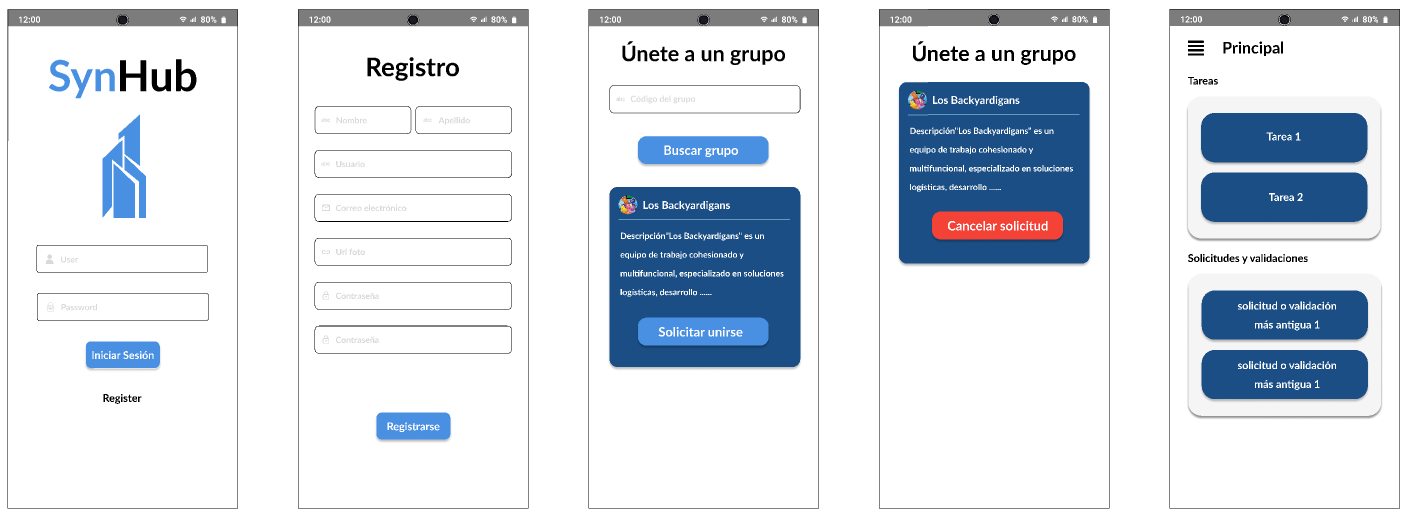 12:00
80%
SynHub
User
Password
Iniciar Sesión
Register
12:00
80%
Registro
Nombre
Apellido
Usuario
Correo electrónico
Url foto
Contraseña
Contraseña
Registrarse
12:00
80%
Únete a un grupo
Código del grupo
Buscar grupo
Los Backyardigans
Descripción"Los Backyardigans" es un
equipo de trabajo cohesionado y
multifuncional, especializado en soluciones
logísticas, desarrollo ......
Solicitar unirse
12:00
80%
Únete a un grupo
Los Backyardigans
Descripción"Los Backyardigans" es un
equipo de trabajo cohesionado y
multifuncional, especializado en soluciones
logísticas, desarrollo ......
Cancelar solicitud
12:00
80%
Principal
Tareas
Tarea 1
Tarea 2
Solicitudes y validaciones
solicitud o validación
más antigua 1
solicitud o validación
más antigua 1